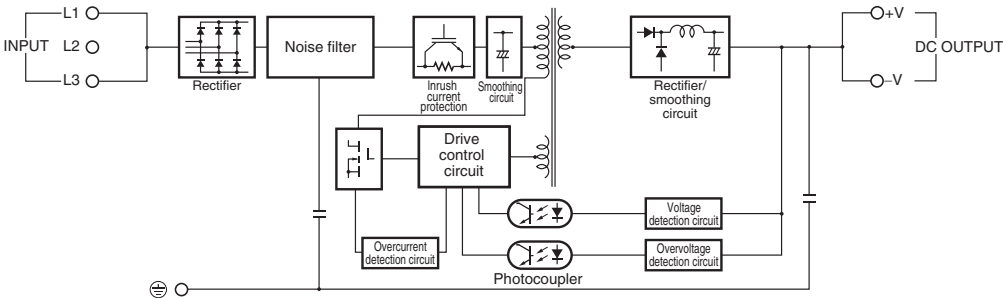 L1
INPUT
L2
L3
Rectifier
Noise filter
Inrush
current
protection
Smoothing
circuit
Rectifier/
smoothing
circuit
+V
DC OUTPUT
−V
Drive
control
circuit
Overcurrent
detection circuit
Voltage
detection circuit
Overvoltage
detection circuit
Photocoupler